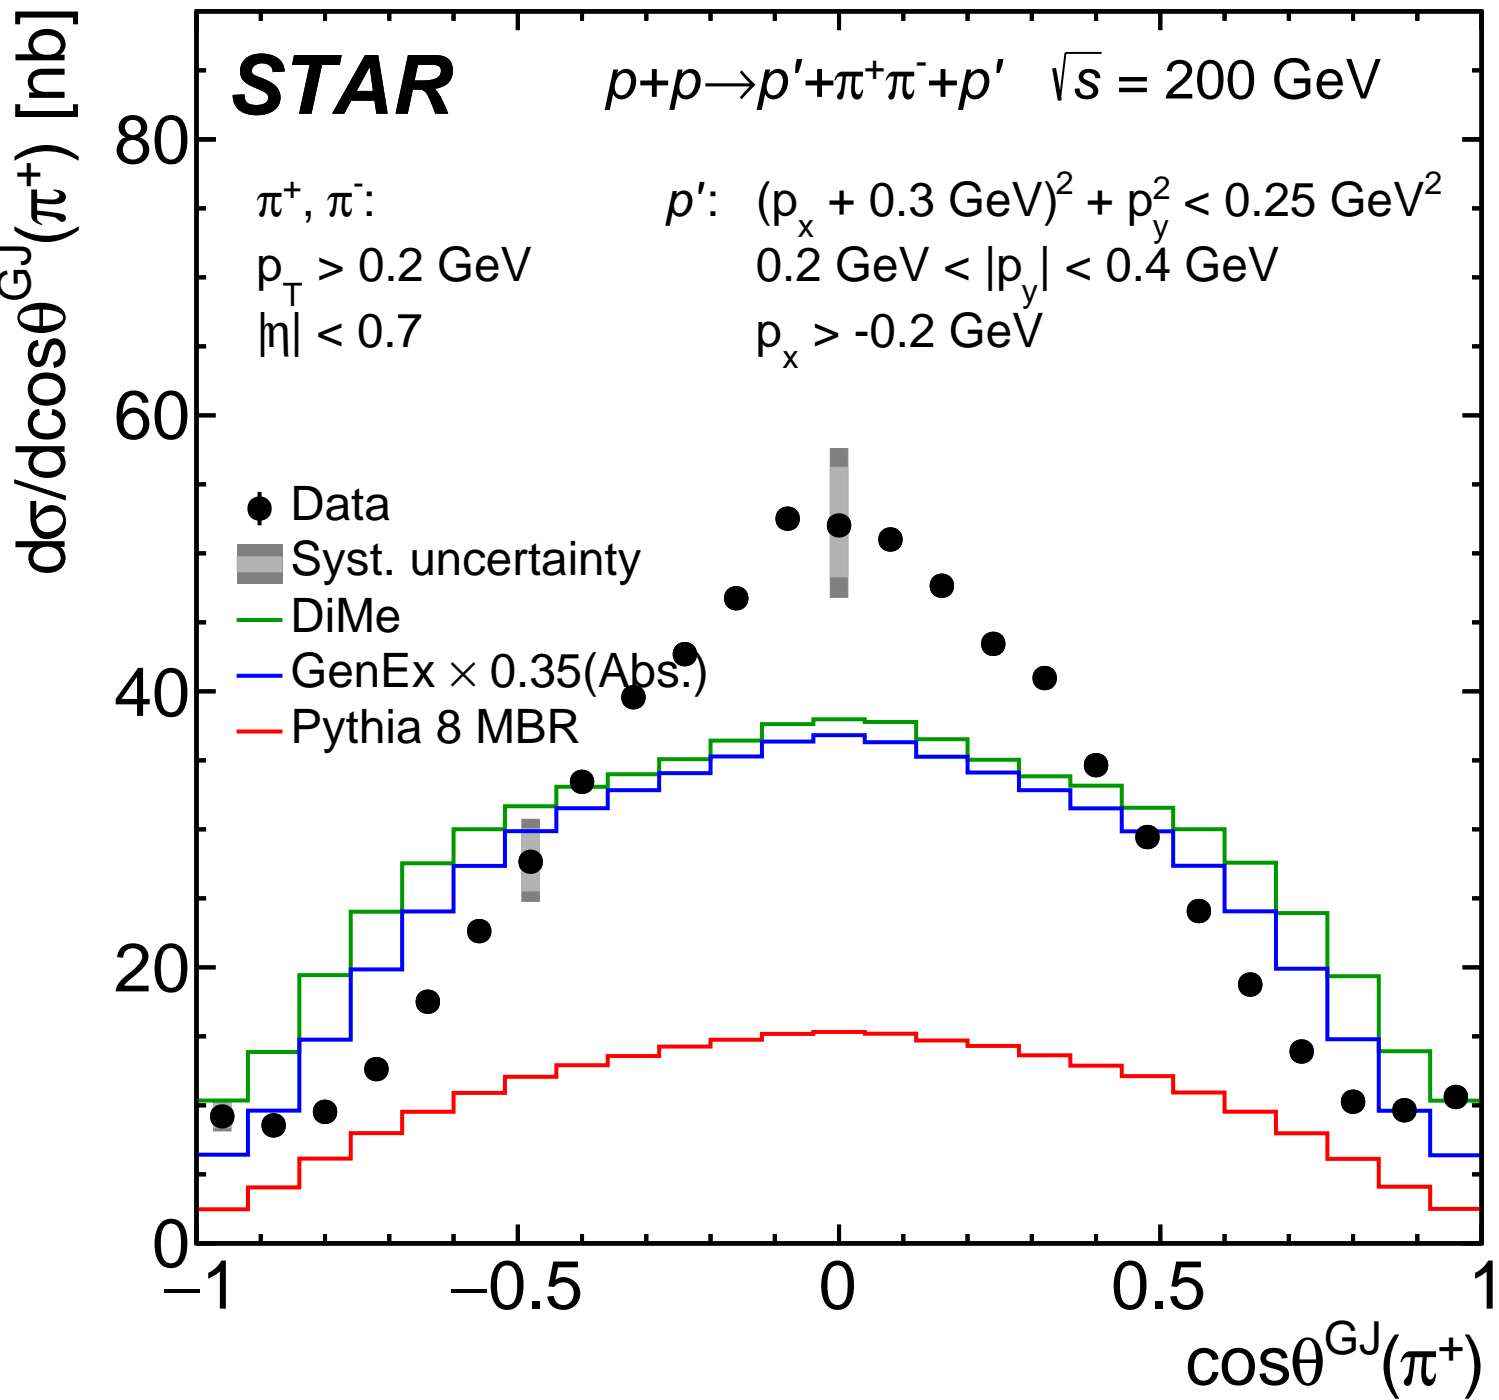 STAR p+p→p′+π⁺π⁻+p′ √s = 200 GeV
π⁺, π⁻: p′: (pₓ + 0.3 GeV)² + p_y² < 0.25 GeV²
p_T > 0.2 GeV 0.2 GeV < |p_y| < 0.4 GeV
|η| < 0.7 pₓ > -0.2 GeV
dσ/dcosθ^GJ(π⁺) [nb]
80
60
40
20
0
Data
Syst. uncertainty
DiMe
GenEx × 0.35(Abs.)
Pythia 8 MBR
−1 −0.5 0 0.5 1
cosθ^GJ(π⁺)